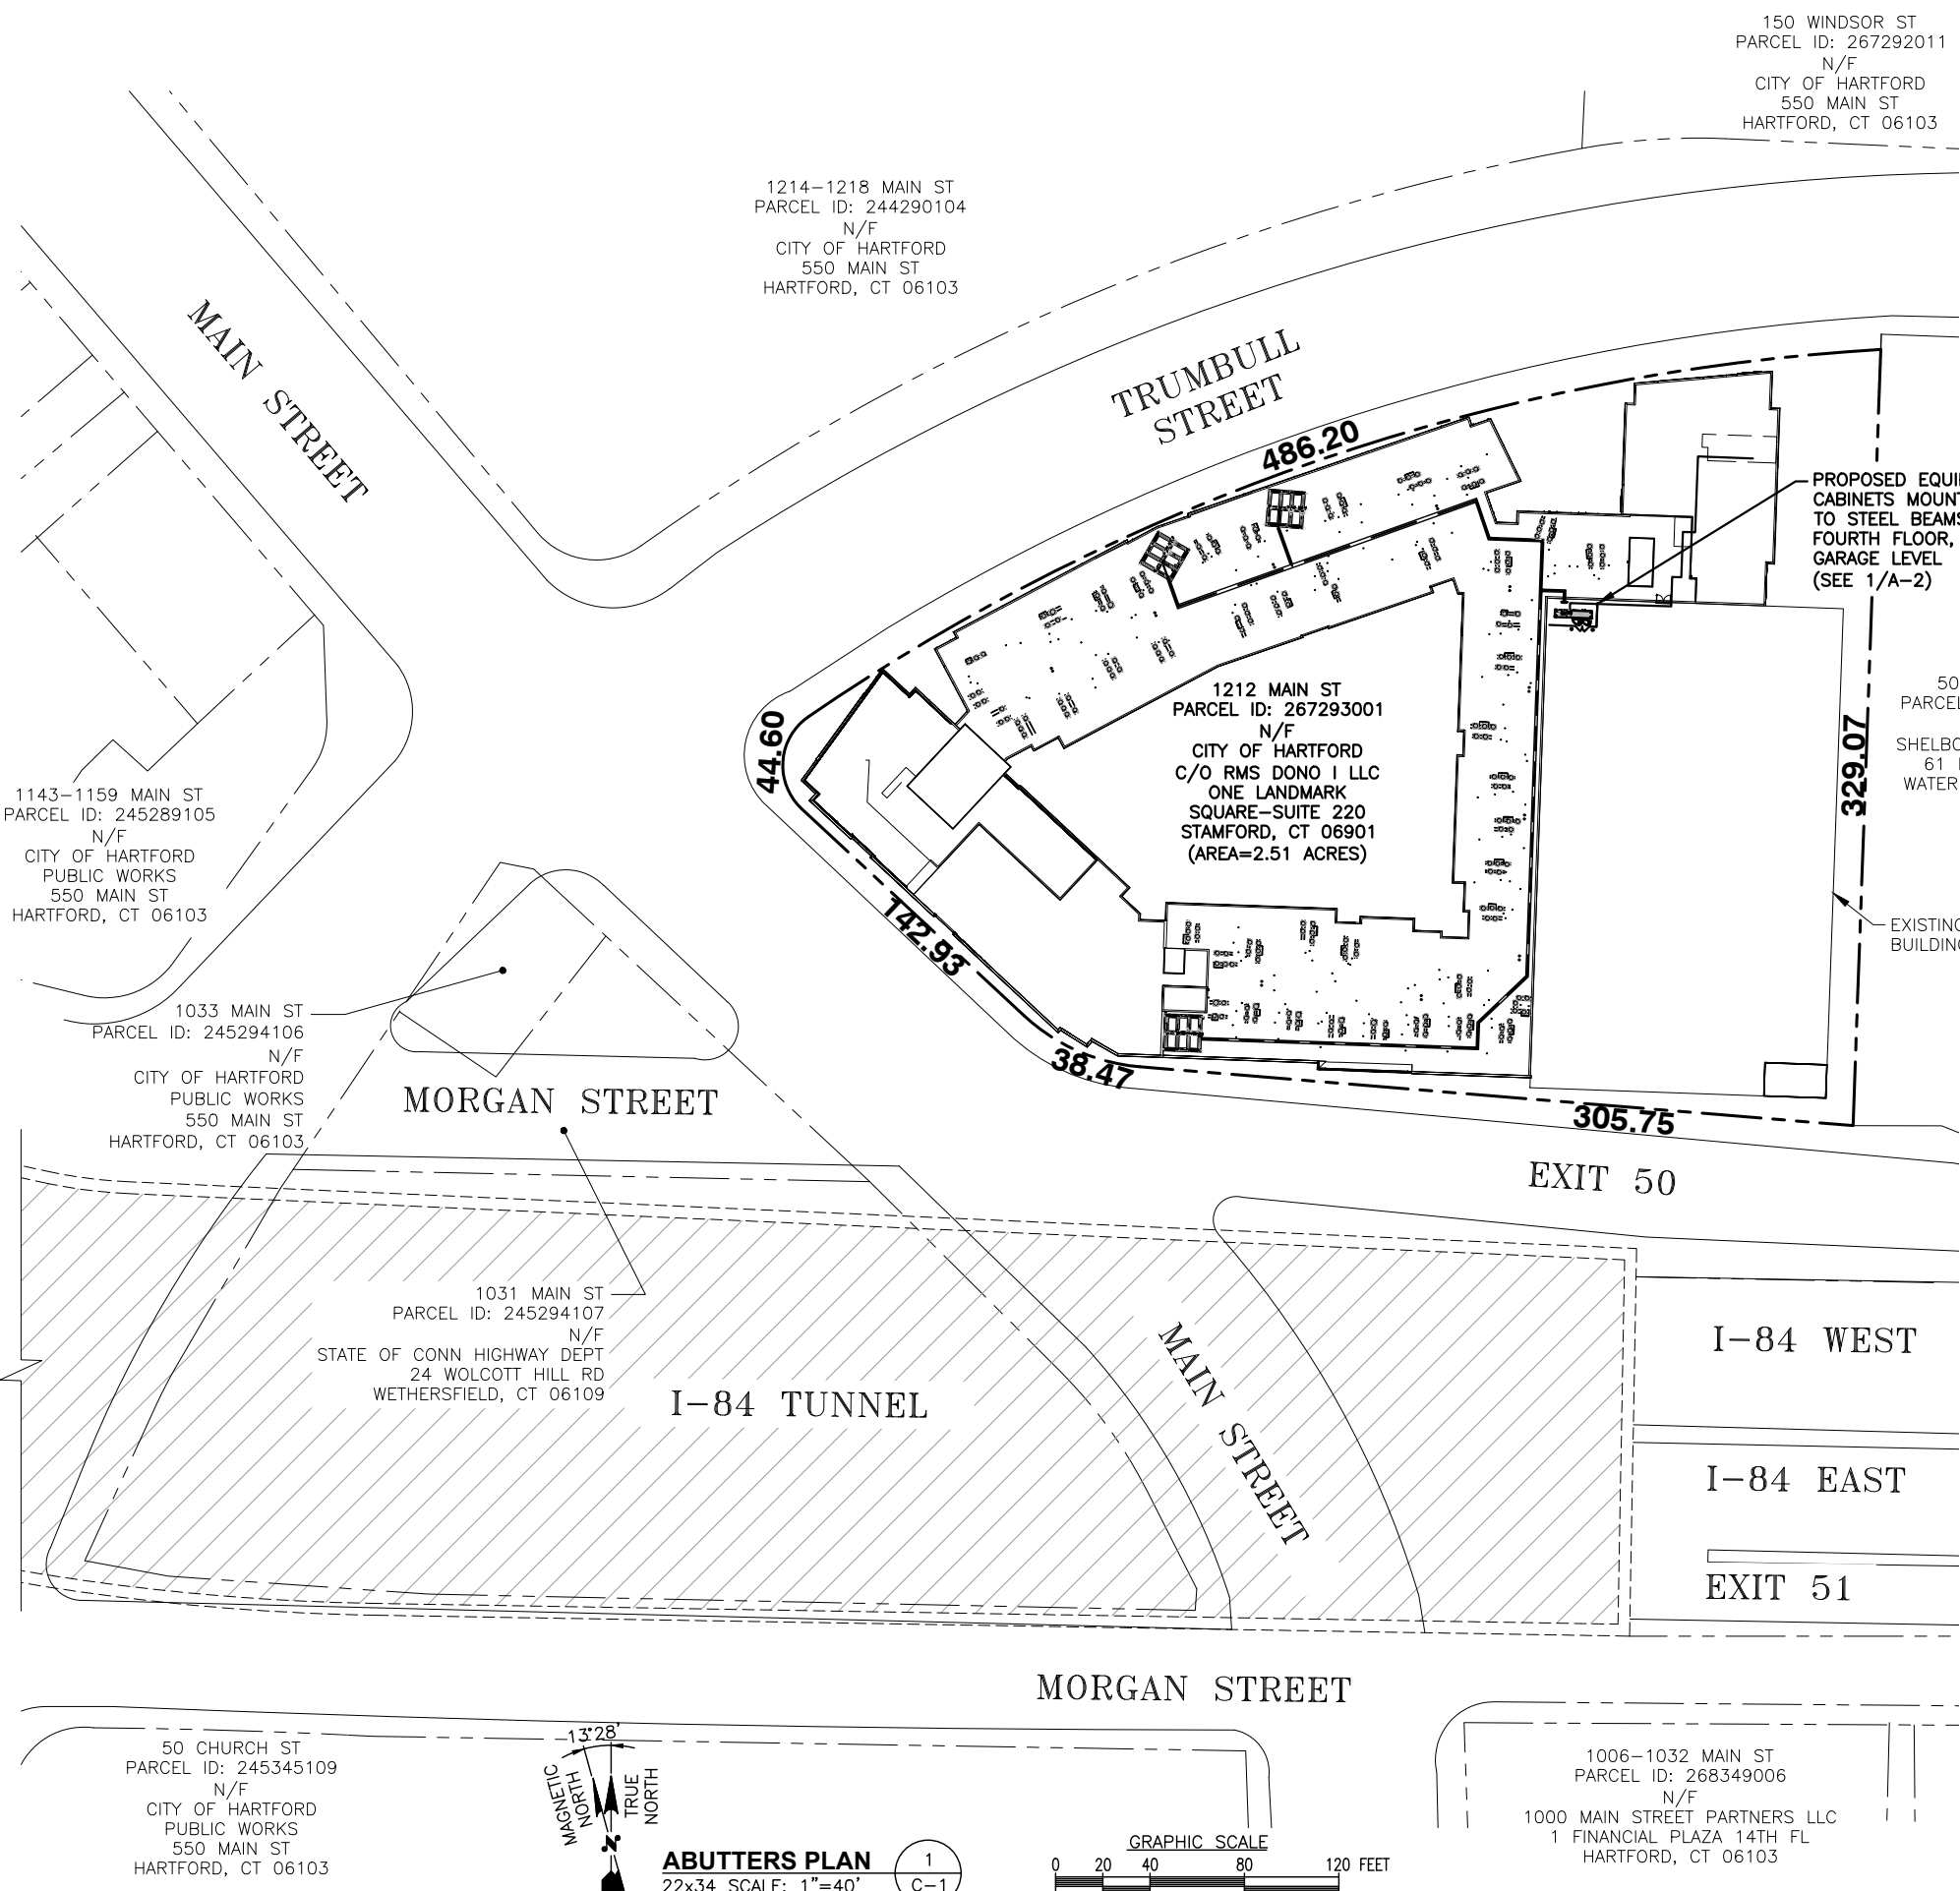 150 WINDSOR ST
PARCEL ID: 267292011
N/F
CITY OF HARTFORD
550 MAIN ST
HARTFORD, CT 06103
1214-1218 MAIN ST
PARCEL ID: 244290104
N/F
CITY OF HARTFORD
550 MAIN ST
HARTFORD, CT 06103
MAIN STREET
TRUMBULL
STREET
486.20
PROPOSED EQUI
CABINETS MOUN
TO STEEL BEAMS
FOURTH FLOOR,
GARAGE LEVEL
(SEE 1/A-2)
1212 MAIN ST
PARCEL ID: 267293001
N/F
CITY OF HARTFORD
C/O RMS DONO I LLC
ONE LANDMARK
SQUARE-SUITE 220
STAMFORD, CT 06901
(AREA=2.51 ACRES)
44.60
329.07
50
PARCEL
SHELBO
61
WATER
1143-1159 MAIN ST
PARCEL ID: 245289105
N/F
CITY OF HARTFORD
PUBLIC WORKS
550 MAIN ST
HARTFORD, CT 06103
142.93
EXISTING
BUILDING
1033 MAIN ST
PARCEL ID: 245294106
N/F
CITY OF HARTFORD
PUBLIC WORKS
550 MAIN ST
HARTFORD, CT 06103
MORGAN STREET
38.47
305.75
EXIT 50
1031 MAIN ST
PARCEL ID: 245294107
N/F
STATE OF CONN HIGHWAY DEPT
24 WOLCOTT HILL RD
WETHERSFIELD, CT 06109
I-84 TUNNEL
MAIN STREET
I-84 WEST
I-84 EAST
EXIT 51
MORGAN STREET
50 CHURCH ST
PARCEL ID: 245345109
N/F
CITY OF HARTFORD
PUBLIC WORKS
550 MAIN ST
HARTFORD, CT 06103
13°28'
MAGNETIC
NORTH
TRUE
NORTH
N
ABUTTERS PLAN
22x34 SCALE: 1"=40'
1
C-1
GRAPHIC SCALE
0 20 40 80 120 FEET
1006-1032 MAIN ST
PARCEL ID: 268349006
N/F
1000 MAIN STREET PARTNERS LLC
1 FINANCIAL PLAZA 14TH FL
HARTFORD, CT 06103